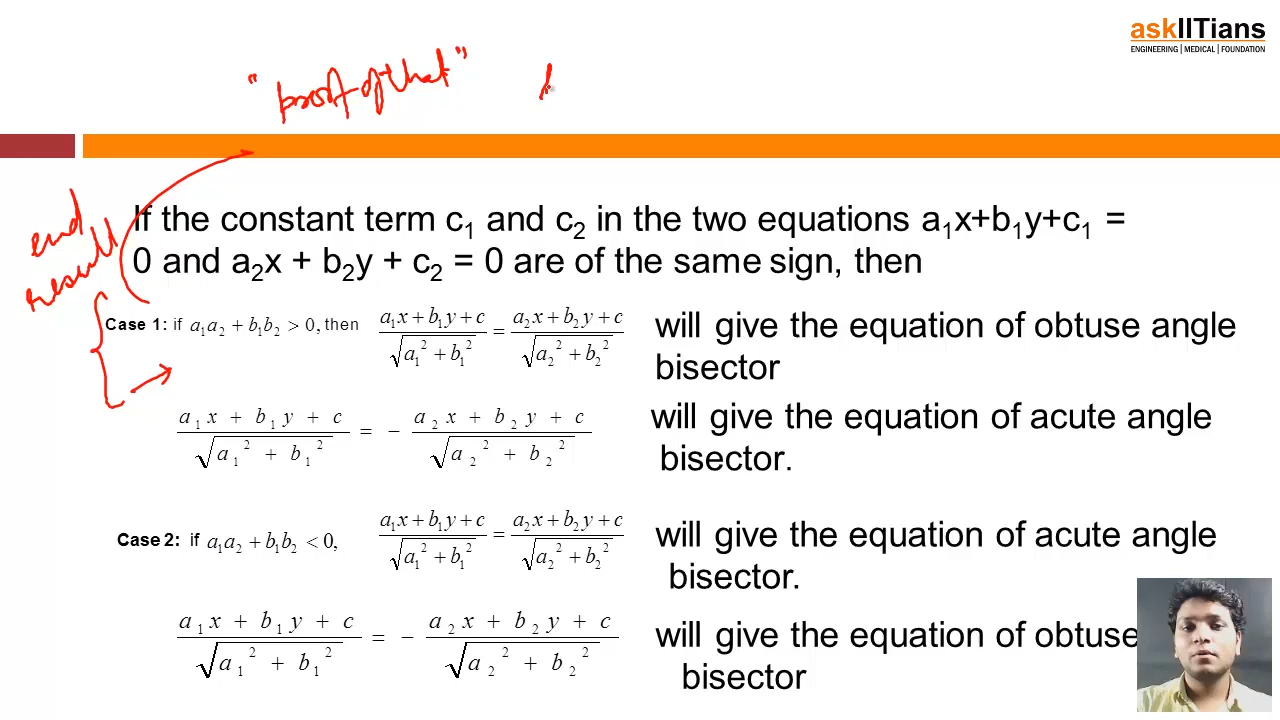 askIITians
ENGINEERING | MEDICAL | FOUNDATION
"proof of that"
end
result
If the constant term c₁ and c₂ in the two equations a₁x+b₁y+c₁ =
0 and a₂x + b₂y + c₂ = 0 are of the same sign, then
Case 1: if a₁a₂ + b₁b₂ > 0, then (a₁x + b₁y + c)/√(a₁² + b₁²) = (a₂x + b₂y + c)/√(a₂² + b₂²) will give the equation of obtuse angle
bisector
(a₁x + b₁y + c)/√(a₁² + b₁²) = − (a₂x + b₂y + c)/√(a₂² + b₂²) will give the equation of acute angle
bisector.
Case 2: if a₁a₂ + b₁b₂ < 0, (a₁x + b₁y + c)/√(a₁² + b₁²) = (a₂x + b₂y + c)/√(a₂² + b₂²) will give the equation of acute angle
bisector.
(a₁x + b₁y + c)/√(a₁² + b₁²) = − (a₂x + b₂y + c)/√(a₂² + b₂²) will give the equation of obtuse
bisector